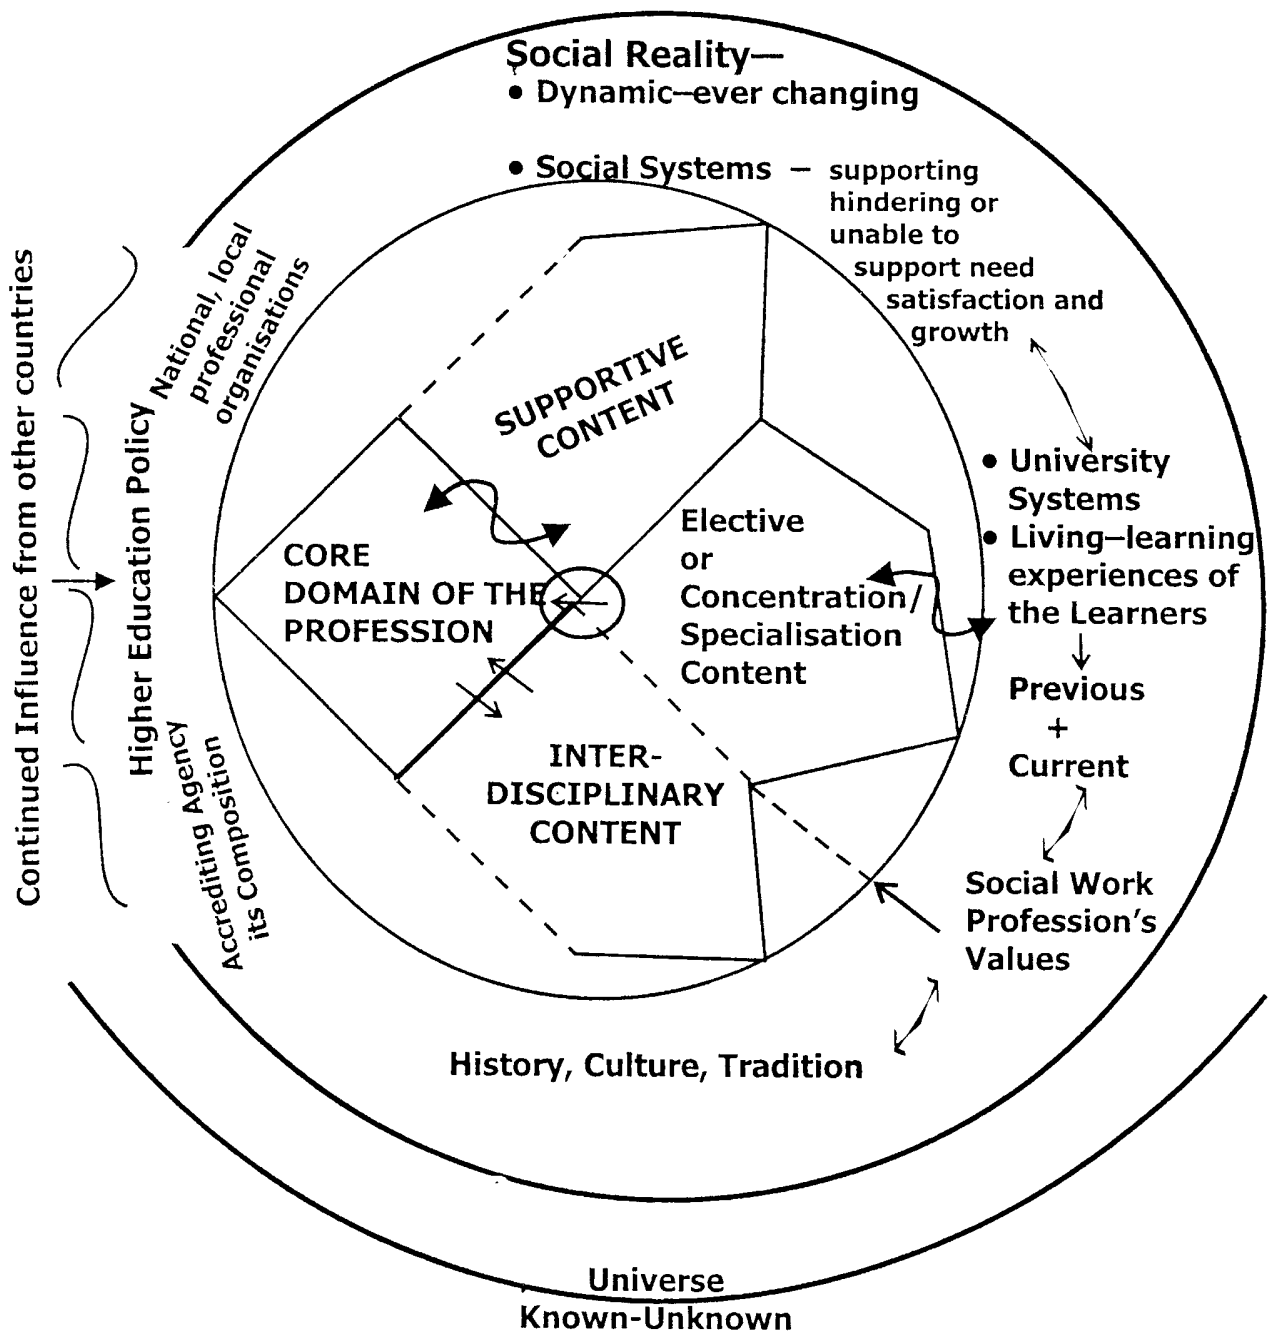 Social Reality—
• Dynamic—ever changing
• Social Systems — supporting
hindering or
unable to
support need
satisfaction and
growth
Continued Influence from other countries
Higher Education Policy
National, local
professional
organisations
Accrediting Agency
its Composition
SUPPORTIVE
CONTENT
CORE
DOMAIN OF THE
PROFESSION
Elective
or
Concentration/
Specialisation
Content
INTER-
DISCIPLINARY
CONTENT
• University
Systems
• Living—learning
experiences of
the Learners
Previous
+
Current
Social Work
Profession's
Values
History, Culture, Tradition
Universe
Known-Unknown